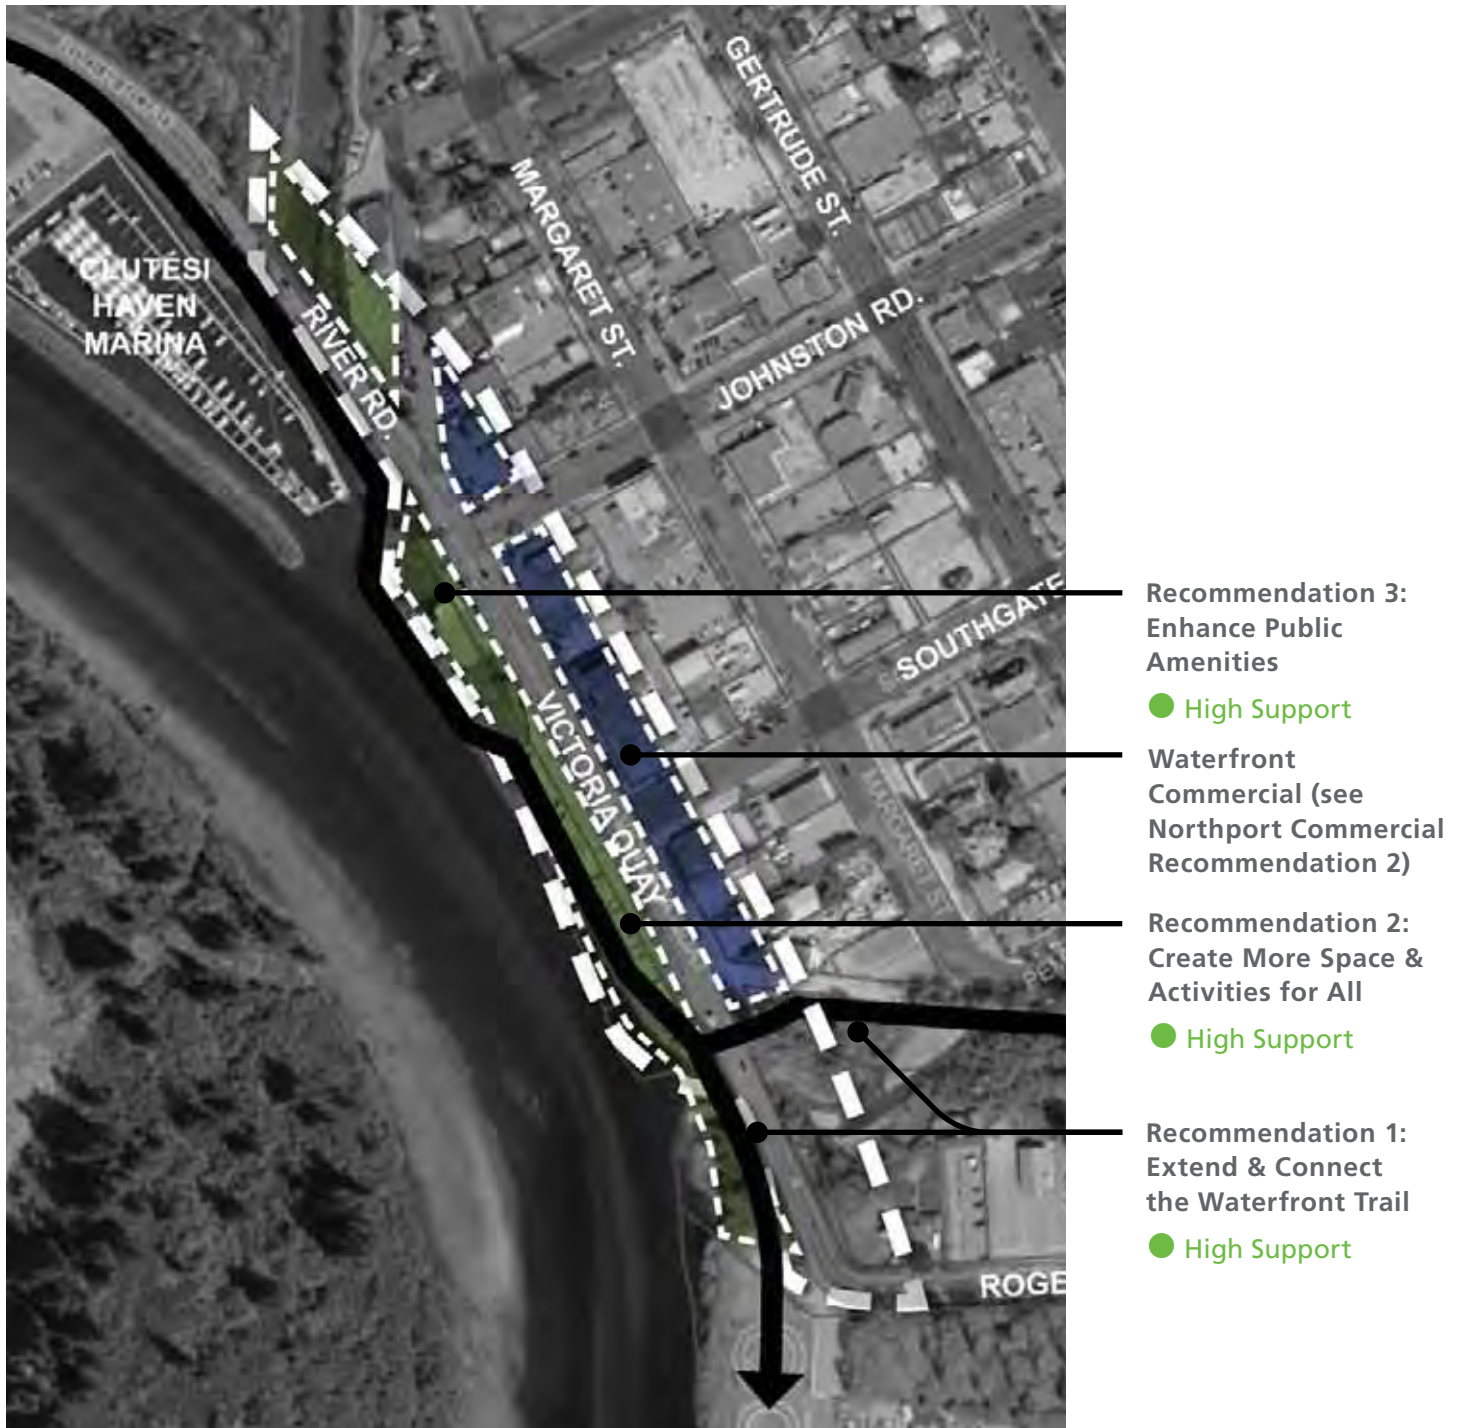 GERTRUDE ST.
MARGARET ST.
CLUTESI
HAVEN
MARINA
RIVER RD.
JOHNSTON RD.
SOUTHGATE
VICTORIA QUAY
ROGE
Recommendation 3:
Enhance Public
Amenities
High Support
Waterfront
Commercial (see
Northport Commercial
Recommendation 2)
Recommendation 2:
Create More Space &
Activities for All
High Support
Recommendation 1:
Extend & Connect
the Waterfront Trail
High Support